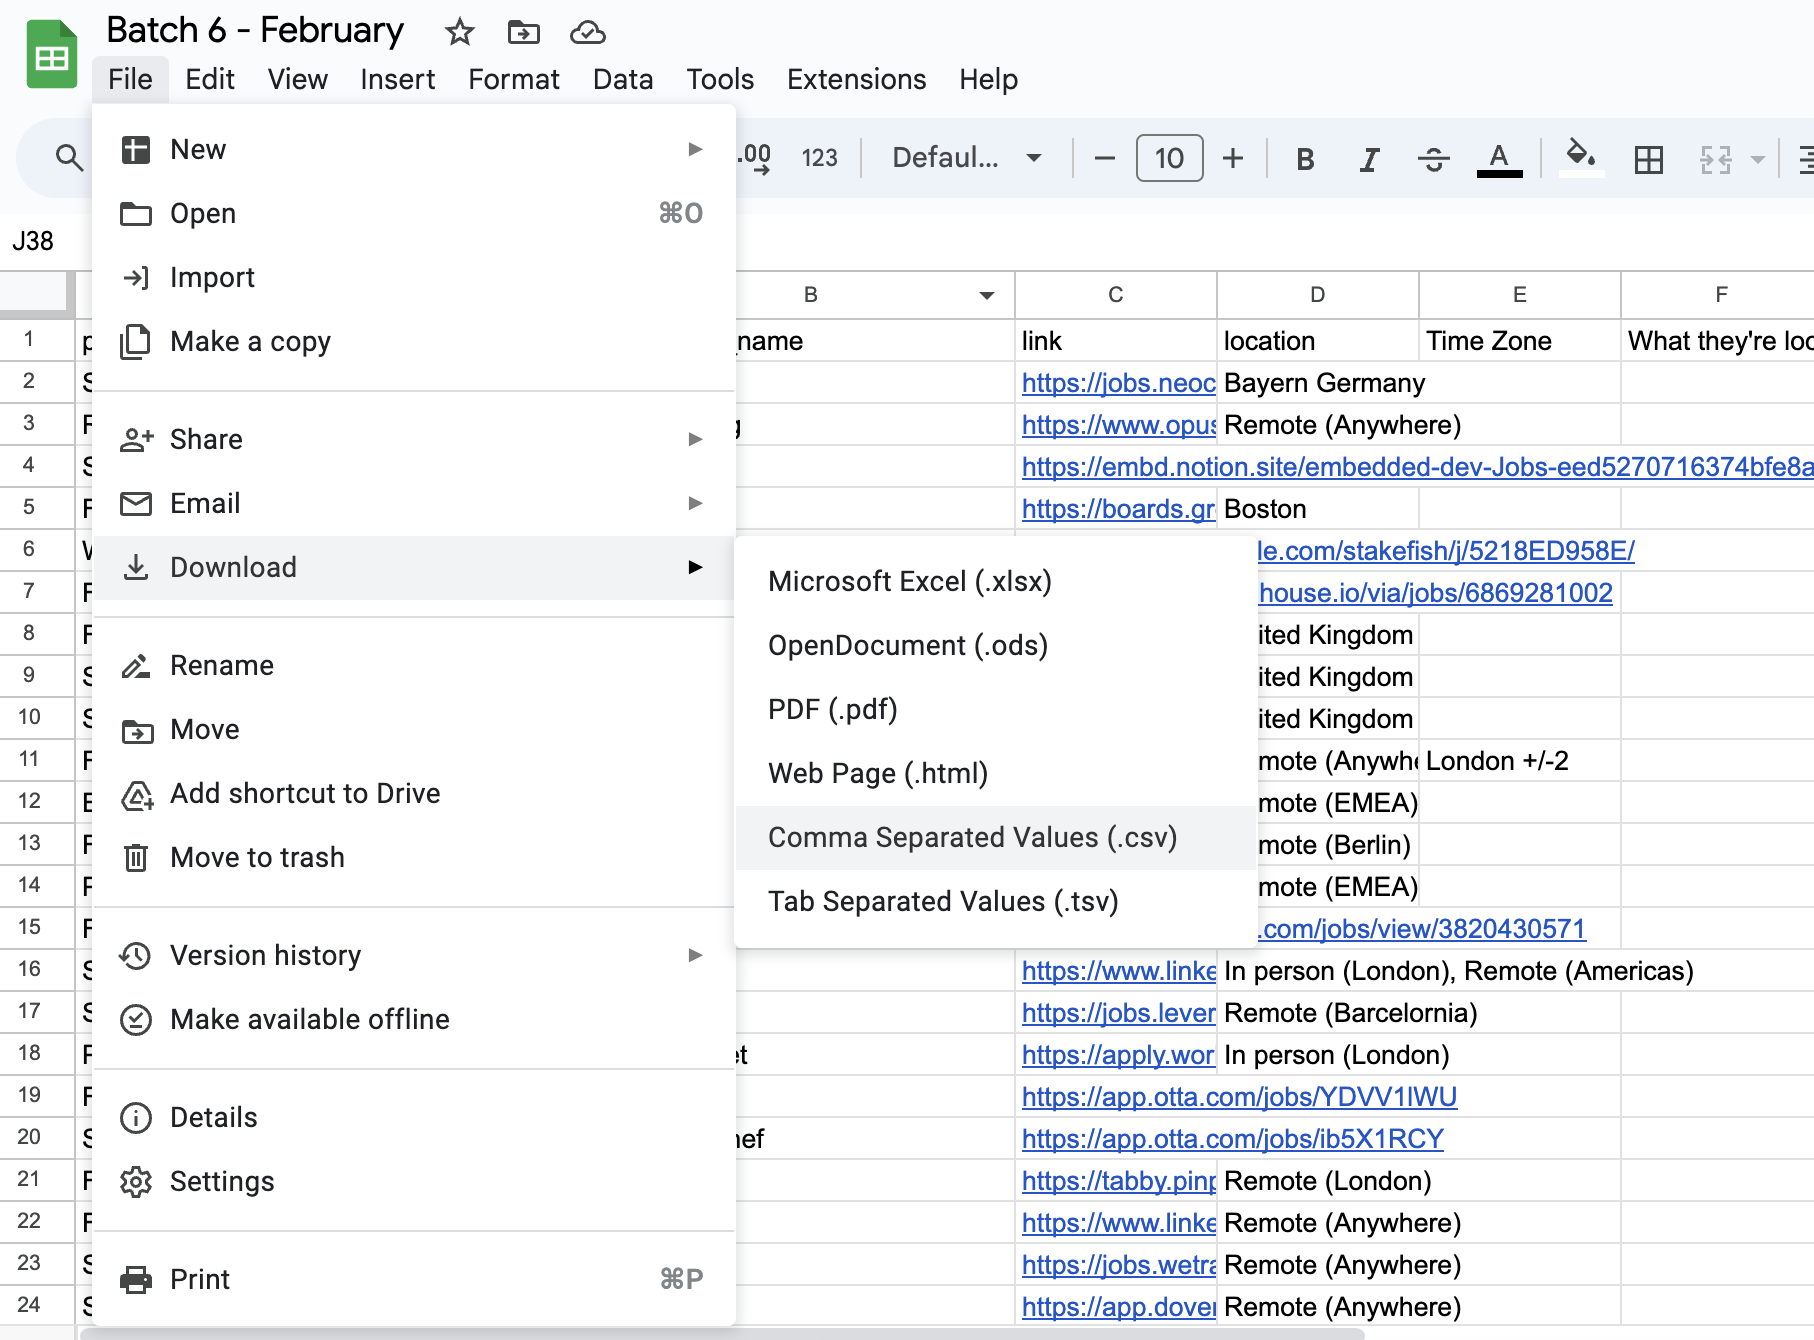 Batch 6 - February
File Edit View Insert Format Data Tools Extensions Help
.00 123 Defaul... 10 B I A
J38
New
Open ⌘O
Import
Make a copy
Share
Email
Download
Rename
Move
Add shortcut to Drive
Move to trash
Version history
Make available offline
Details
Settings
Print ⌘P
Microsoft Excel (.xlsx)
OpenDocument (.ods)
PDF (.pdf)
Web Page (.html)
Comma Separated Values (.csv)
Tab Separated Values (.tsv)
B C D E F
1 name link location Time Zone What they're loo
2 https://jobs.neoc Bayern Germany
3 g https://www.opus Remote (Anywhere)
4 https://embd.notion.site/embedded-dev-Jobs-eed5270716374bfe8a
5 https://boards.gr Boston
6 le.com/stakefish/j/5218ED958E/
7 house.io/via/jobs/6869281002
8 ited Kingdom
9 ited Kingdom
10 ited Kingdom
11 mote (Anywhe London +/-2
12 mote (EMEA)
13 mote (Berlin)
14 mote (EMEA)
15 .com/jobs/view/3820430571
16 https://www.linke In person (London), Remote (Americas)
17 https://jobs.lever Remote (Barcelornia)
18 et https://apply.wor In person (London)
19 https://app.otta.com/jobs/YDVV1lWU
20 hef https://app.otta.com/jobs/ib5X1RCY
21 https://tabby.pinp Remote (London)
22 https://www.linke Remote (Anywhere)
23 https://jobs.wetra Remote (Anywhere)
24 https://app.dover Remote (Anywhere)